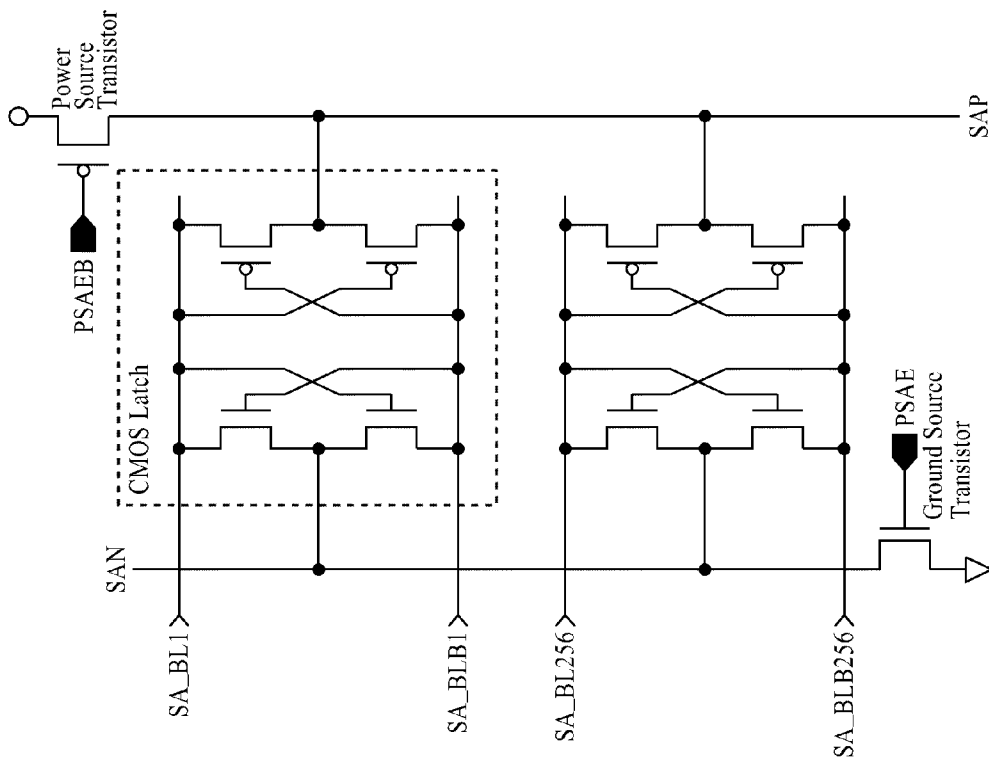 Power
Source
Transistor
PSAEB
SAP
CMOS Latch
SAN
PSAE
Ground Source
Transistor
SA_BL1
SA_BLB1
SA_BL256
SA_BLB256